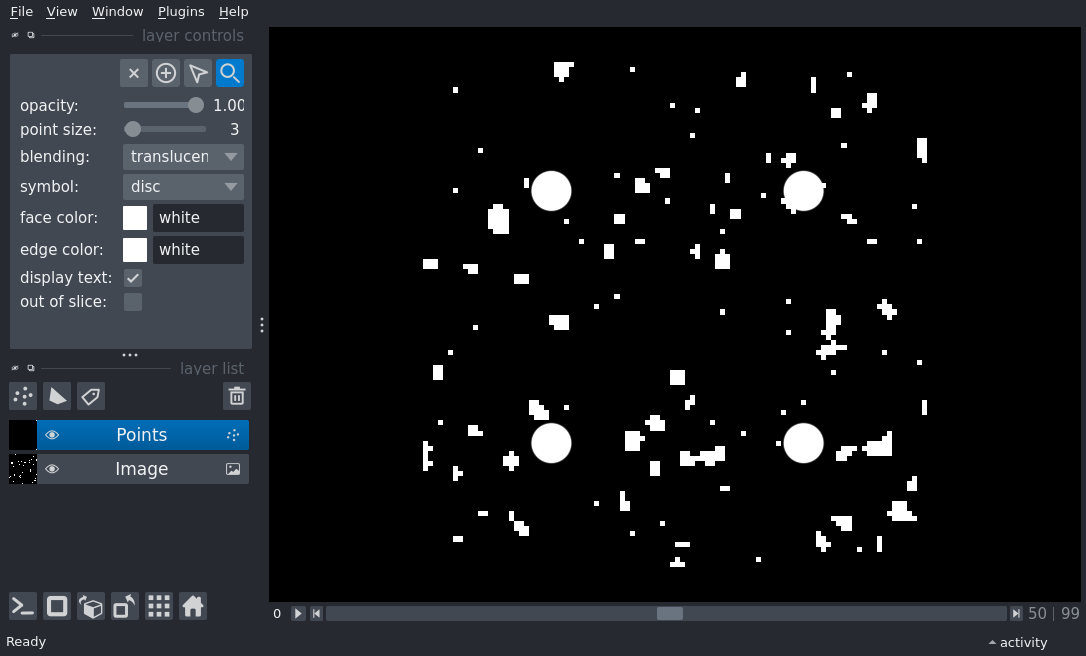 File View Window Plugins Help
layer controls
opacity: 1.00
point size: 3
blending: translucen
symbol: disc
face color: white
edge color: white
display text:
out of slice:
layer list
Points
Image
0 50 | 99
Ready activity